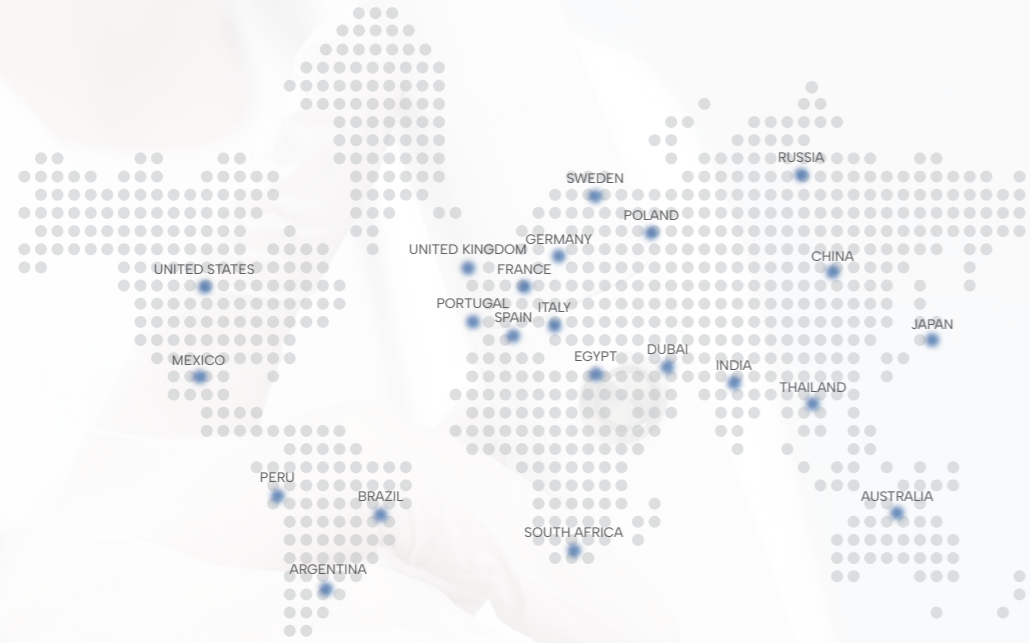 RUSSIA
SWEDEN
POLAND
GERMANY
UNITED KINGDOM
CHINA
UNITED STATES
FRANCE
PORTUGAL
ITALY
SPAIN
JAPAN
DUBAI
EGYPT
MEXICO
INDIA
THAILAND
PERU
BRAZIL
AUSTRALIA
SOUTH AFRICA
ARGENTINA